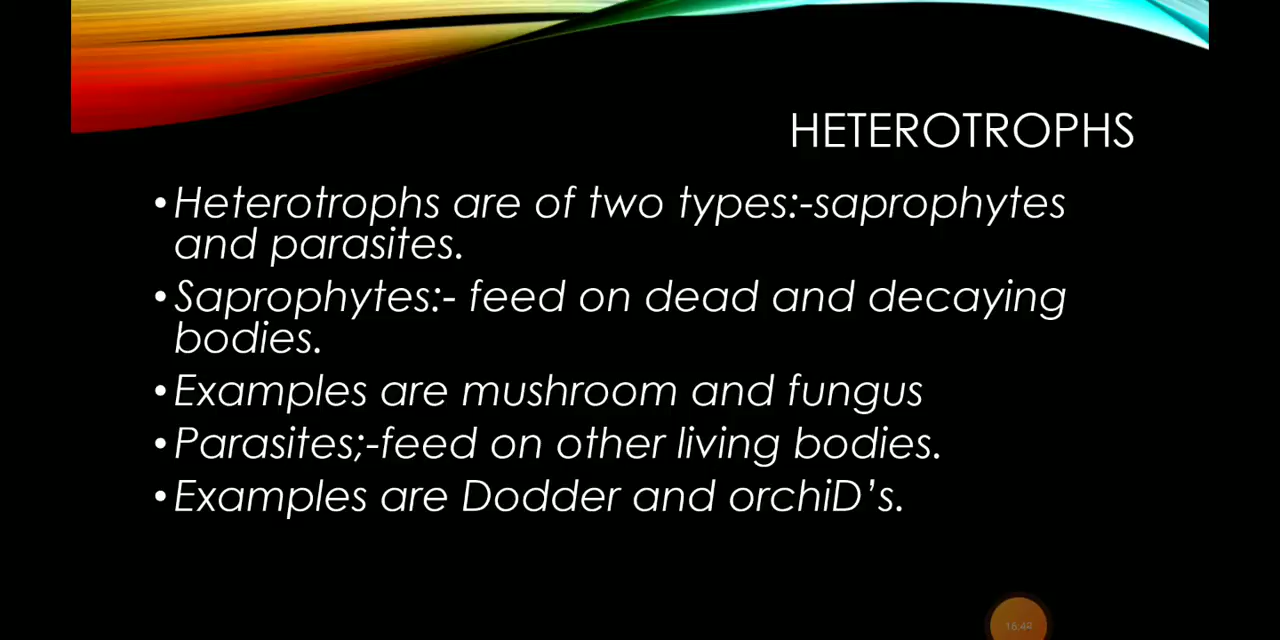 HETEROTROPHS
•Heterotrophs are of two types:-saprophytes
and parasites.
•Saprophytes:- feed on dead and decaying
bodies.
•Examples are mushroom and fungus
•Parasites;-feed on other living bodies.
•Examples are Dodder and orchiD’s.